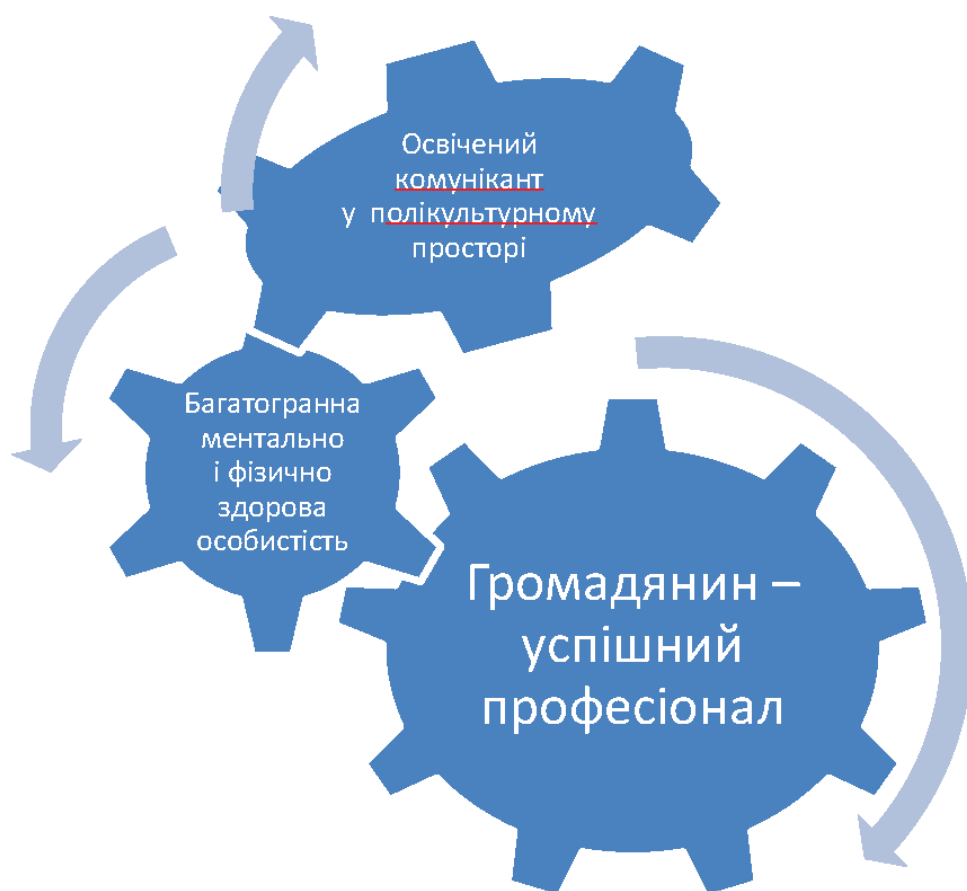 Освічений
комунікант
у полікультурному
просторі
Багатогранна
ментально
і фізично
здорова
особистість
Громадянин –
успішний
професіонал